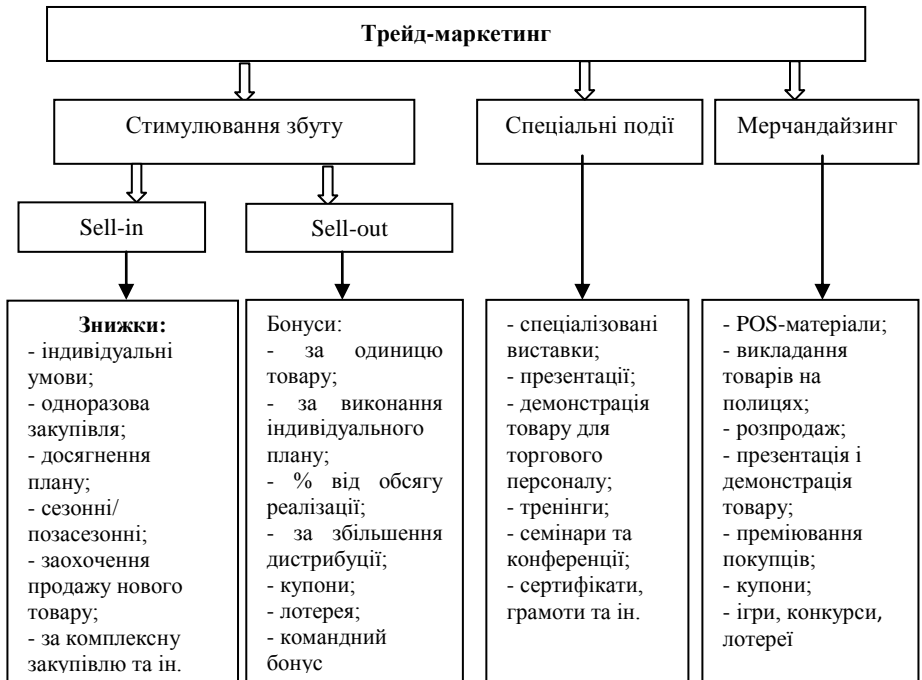 Трейд-маркетинг
Стимулювання збуту
Спеціальні події
Мерчандайзинг
Sell-in
Sell-out
Знижки:
- індивідуальні
умови;
- одноразова
закупівля;
- досягнення
плану;
- сезонні/
позасезонні;
- заохочення
продажу нового
товару;
- за комплексну
закупівлю та ін.
Бонуси:
- за одиницю
товару;
- за виконання
індивідуального
плану;
- % від обсягу
реалізації;
- за збільшення
дистрибуції;
- купони;
- лотерея;
- командний
бонус
- спеціалізовані
виставки;
- презентації;
- демонстрація
товару для
торгового
персоналу;
- тренінги;
- семінари та
конференції;
- сертифікати,
грамоти та ін.
- POS-матеріали;
- викладання
товарів на
полицях;
- розпродаж;
- презентація і
демонстрація
товару;
- преміювання
покупців;
- купони;
- ігри, конкурси,
лотереї